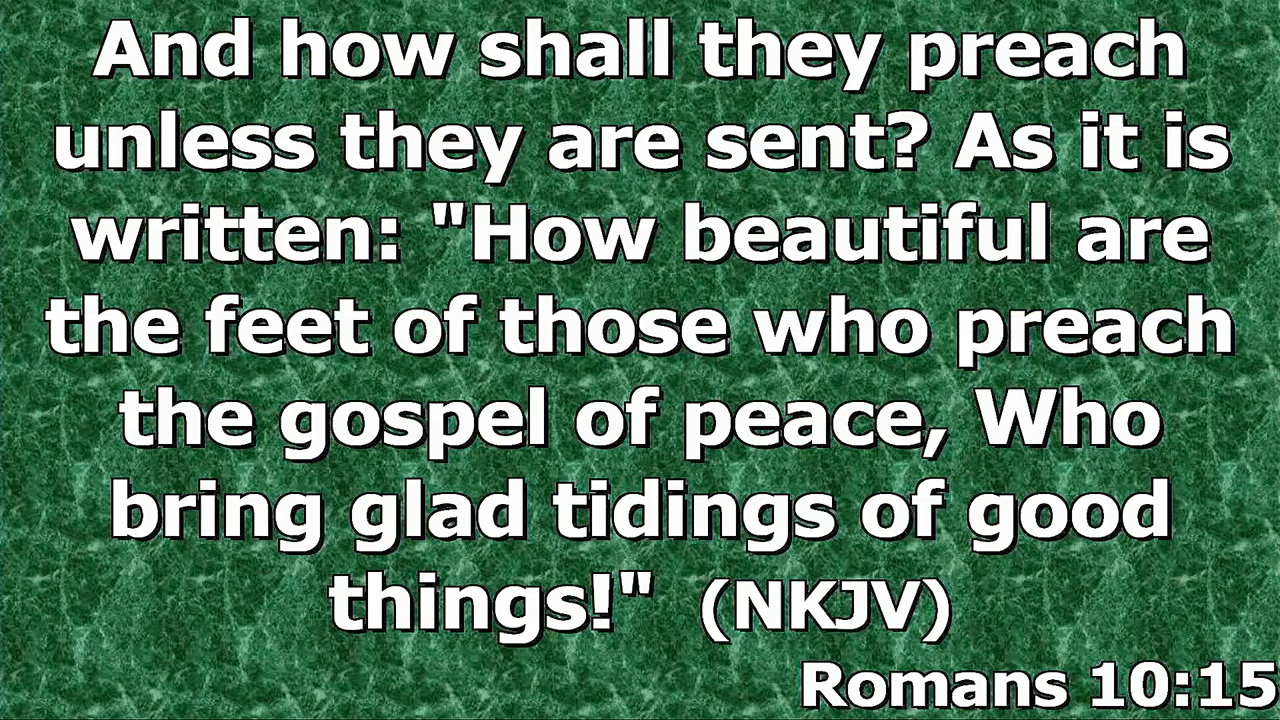 And how shall they preach
unless they are sent? As it is
written: "How beautiful are
the feet of those who preach
the gospel of peace, Who
bring glad tidings of good
things!" (NKJV)
Romans 10:15